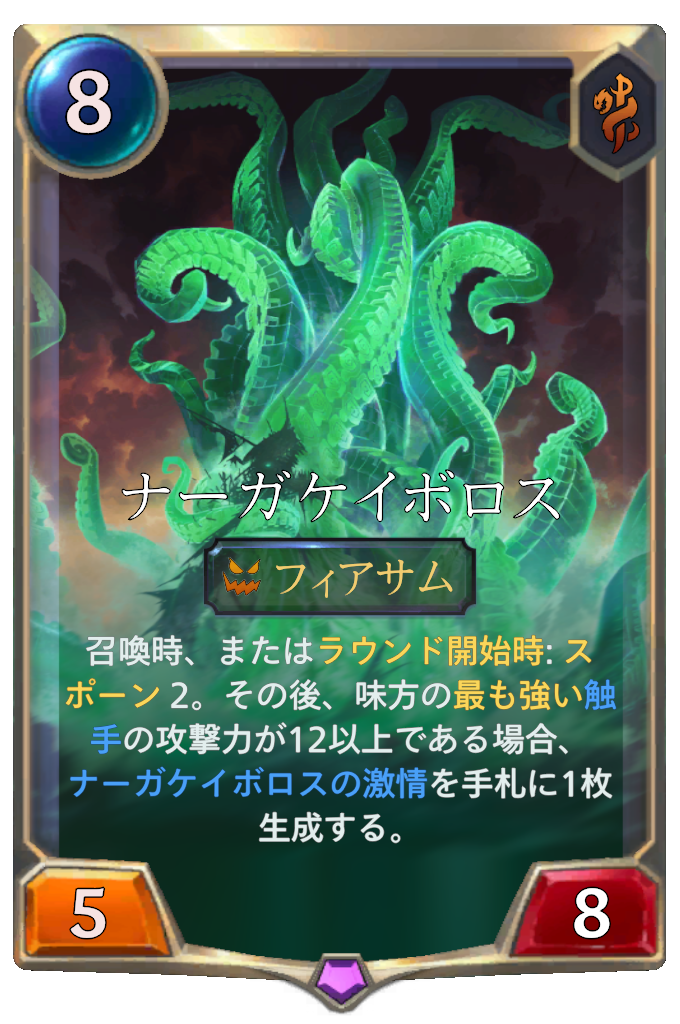 8
ナーガケイボロス
フィアサム
召喚時、またはラウンド開始時: ス
ポーン 2。その後、味方の最も強い触
手の攻撃力が12以上である場合、
ナーガケイボロスの激情を手札に1枚
生成する。
5
8